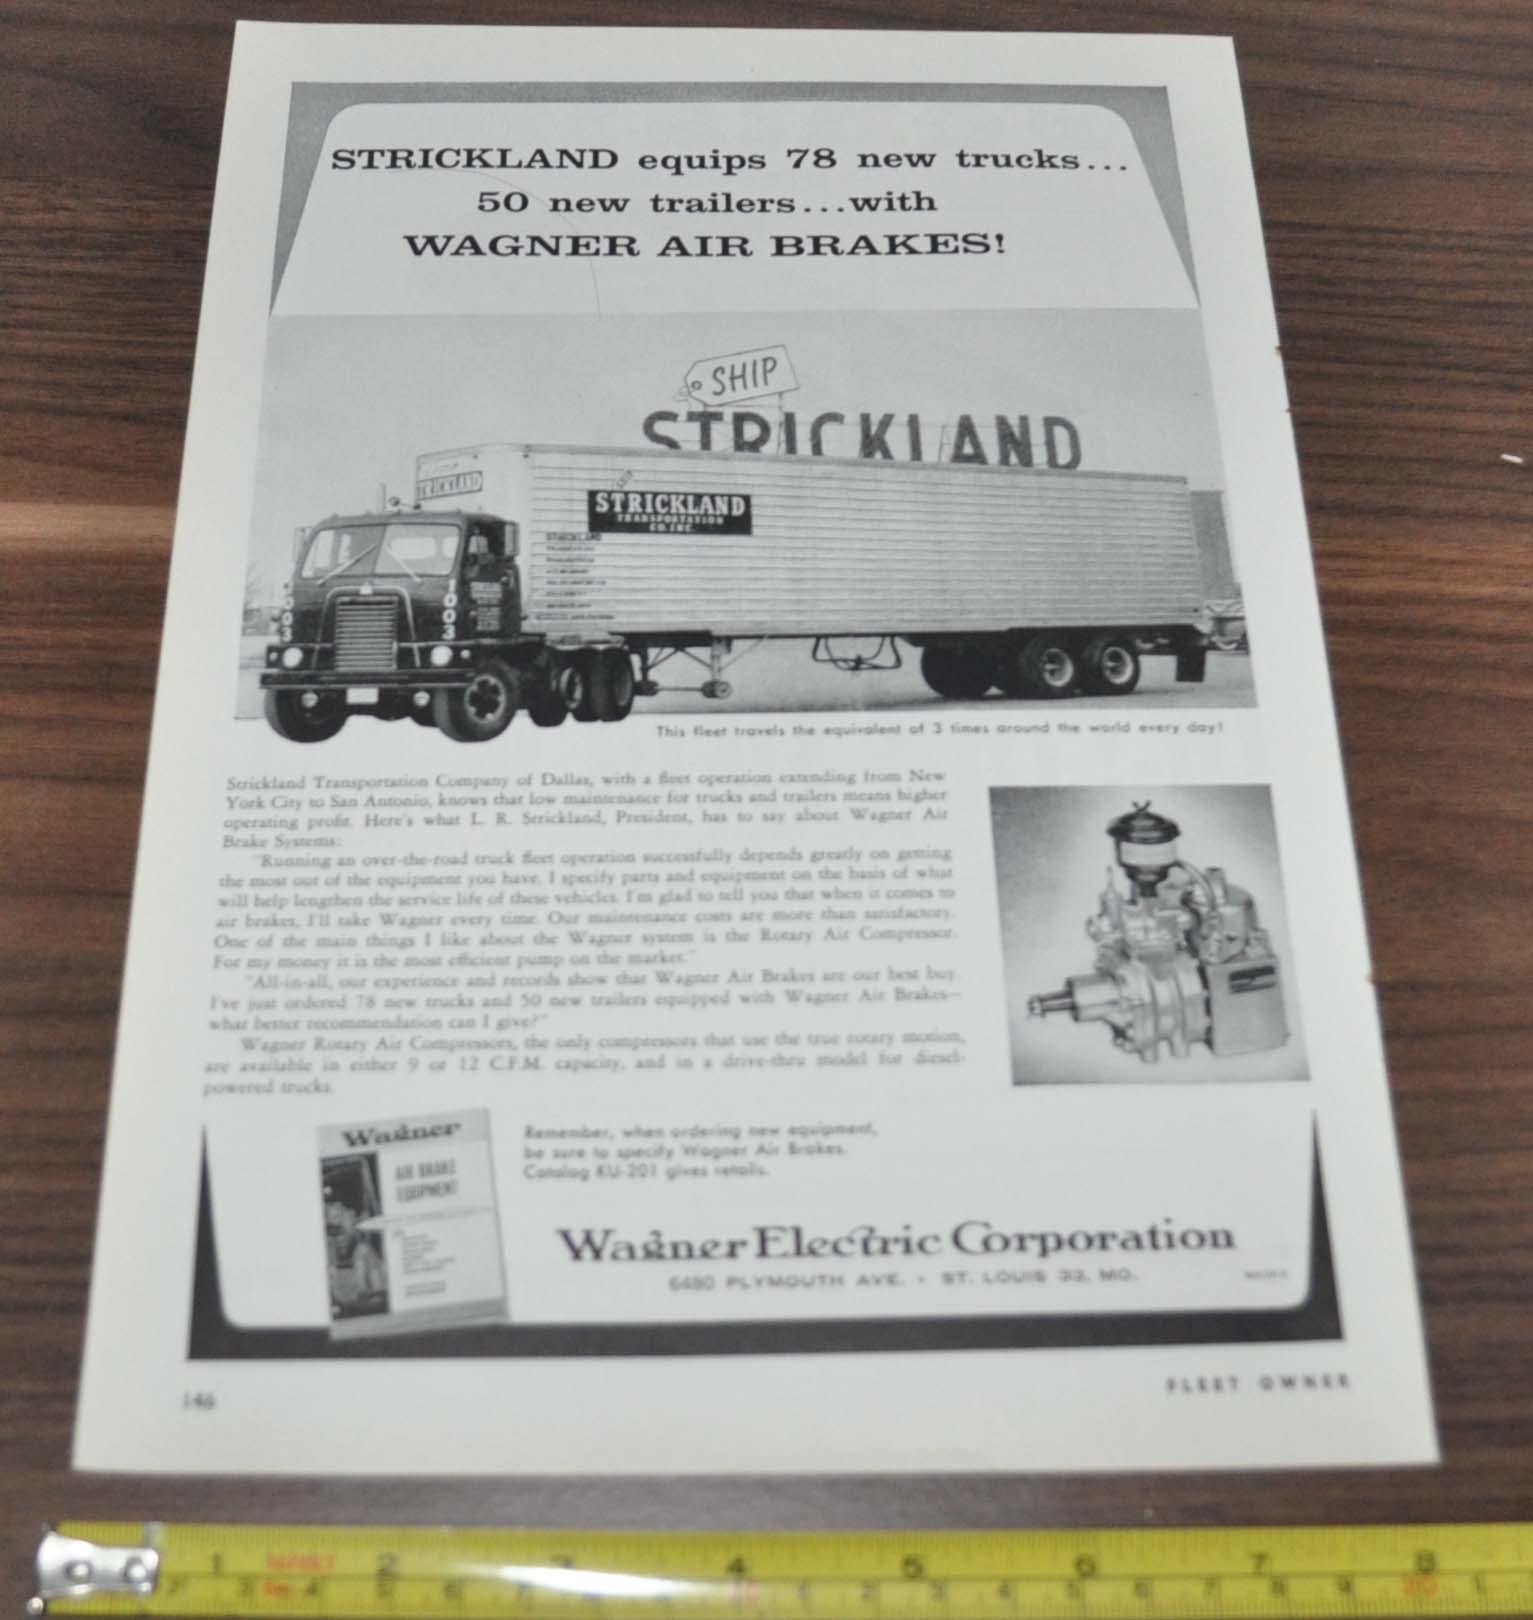 STRICKLAND equips 78 new trucks...
50 new trailers...with
WAGNER AIR BRAKES!
SHIP
STRICKLAND
STRICKLAND
TRANSPORTATION
CO. INC.
STRICKLAND
1003
1003
This fleet travels the equivalent of 3 times around the world every day!
Strickland Transportation Company of Dallas, with a fleet operation extending from New
York City to San Antonio, knows that low maintenance for trucks and trailers means higher
operating profit. Here's what L. R. Strickland, President, has to say about Wagner Air
Brake Systems:
"Running an over-the-road truck fleet operation successfully depends greatly on getting
the most out of the equipment you have. I specify parts and equipment on the basis of what
will help lengthen the service life of these vehicles. I'm glad to tell you that when it comes to
air brakes, I'll take Wagner every time. Our maintenance costs are more than satisfactory.
One of the main things I like about the Wagner system is the Rotary Air Compressor.
For my money it is the most efficient pump on the market."
"All-in-all, our experience and records show that Wagner Air Brakes are our best buy.
I've just ordered 78 new trucks and 50 new trailers equipped with Wagner Air Brakes—
what better recommendation can I give?"
Wagner Rotary Air Compressors, the only compressors that use the true rotary motion,
are available in either 9 or 12 C.F.M. capacity, and in a drive-thru model for diesel-
powered trucks.
Wagner
AIR BRAKE
EQUIPMENT
Remember, when ordering new equipment,
be sure to specify Wagner Air Brakes.
Catalog KU-201 gives details.
Wagner Electric Corporation
6480 PLYMOUTH AVE. • ST. LOUIS 33, MO.
146
FLEET OWNER
1 2 3 4 5 6 7 8